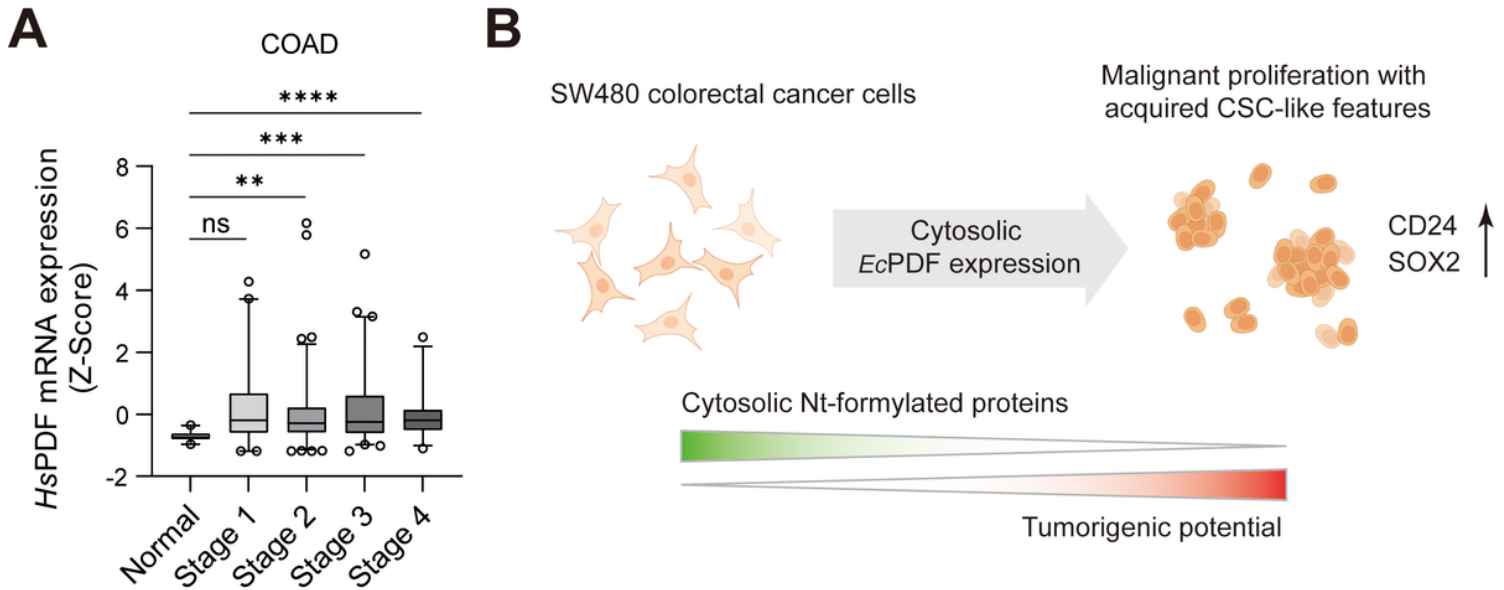 A
COAD
****
***
**
ns
HsPDF mRNA expression
(Z-Score)
8
6
4
2
0
-2
Normal
Stage 1
Stage 2
Stage 3
Stage 4
B
SW480 colorectal cancer cells
Malignant proliferation with
acquired CSC-like features
Cytosolic
EcPDF expression
CD24
SOX2
Cytosolic Nt-formylated proteins
Tumorigenic potential